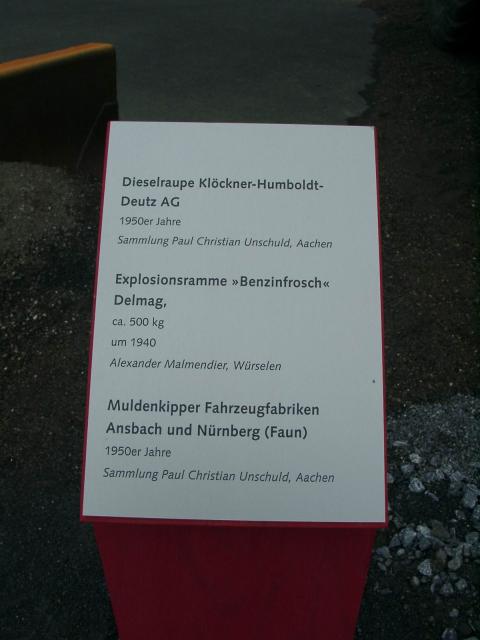 Dieselraupe Klöckner-Humboldt-
Deutz AG
1950er Jahre
Sammlung Paul Christian Unschuld, Aachen
Explosionsramme »Benzinfrosch«
Delmag,
ca. 500 kg
um 1940
Alexander Malmendier, Würselen
Muldenkipper Fahrzeugfabriken
Ansbach und Nürnberg (Faun)
1950er Jahre
Sammlung Paul Christian Unschuld, Aachen